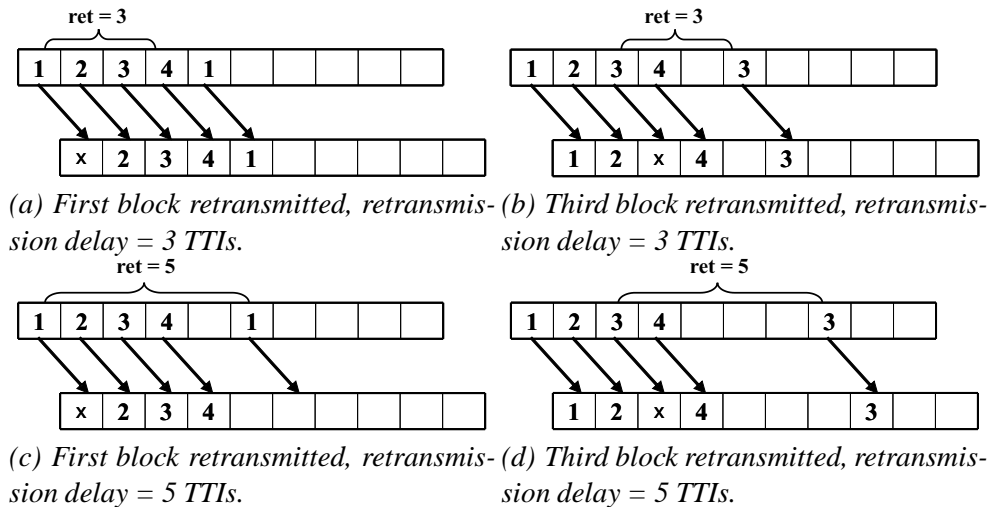 ret = 3
1 2 3 4 1
x 2 3 4 1
(a) First block retransmitted, retransmis-
sion delay = 3 TTIs.
ret = 3
1 2 3 4 3
1 2 x 4 3
(b) Third block retransmitted, retransmis-
sion delay = 3 TTIs.
ret = 5
1 2 3 4 1
x 2 3 4
(c) First block retransmitted, retransmis-
sion delay = 5 TTIs.
ret = 5
1 2 3 4 3
1 2 x 4 3
(d) Third block retransmitted, retransmis-
sion delay = 5 TTIs.